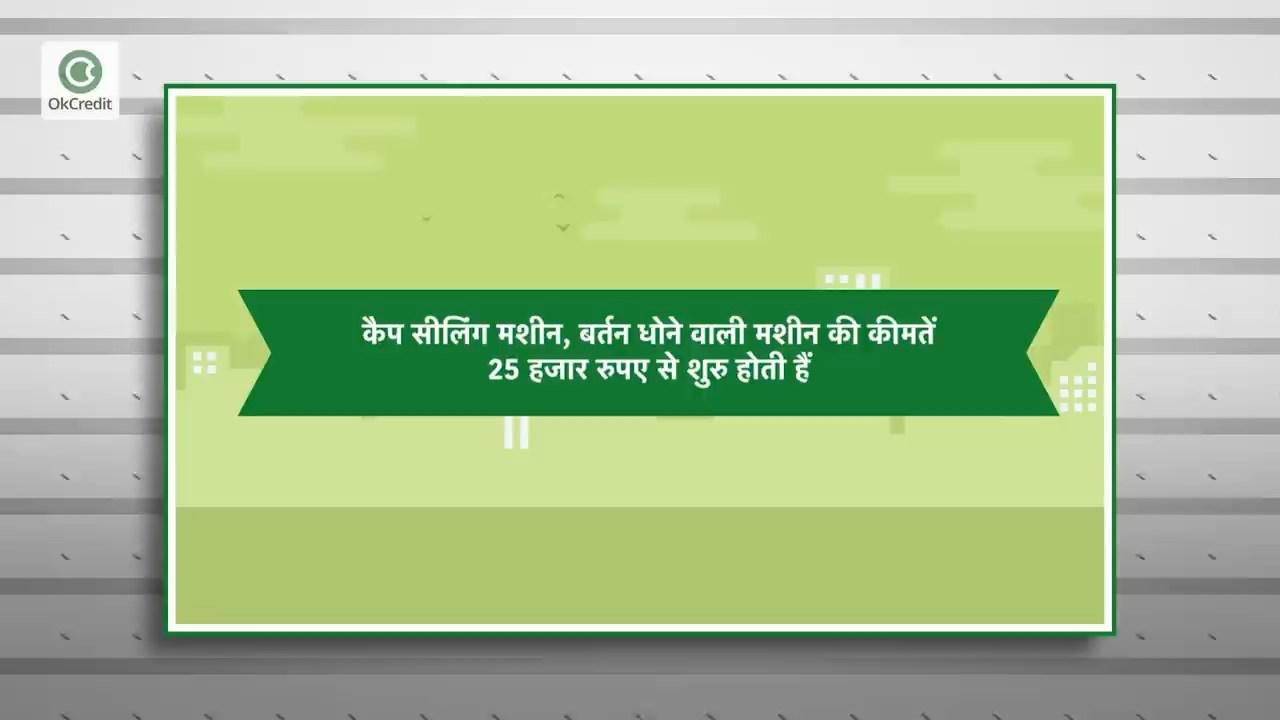 OkCredit
कैप सीलिंग मशीन, बर्तन धोने वाली मशीन की कीमतें
25 हजार रुपए से शुरु होती हैं